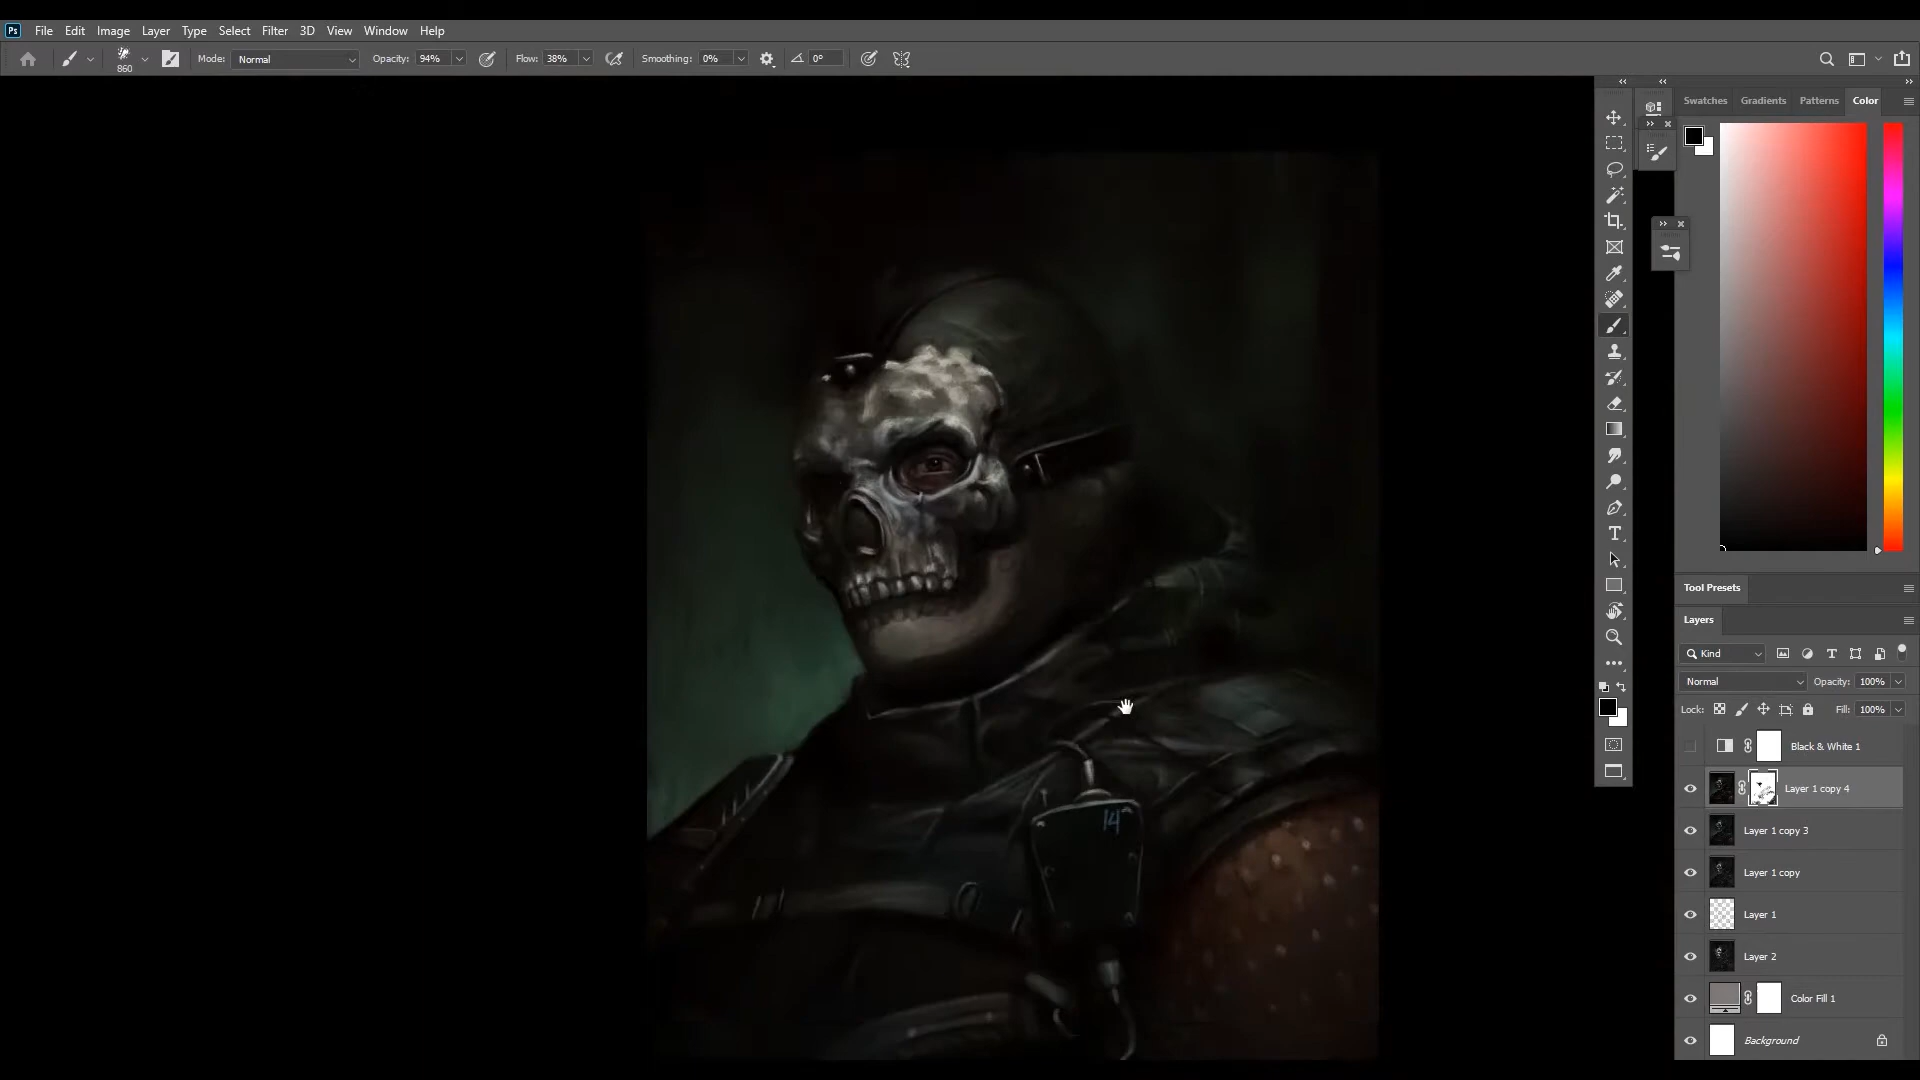 Ps File Edit Image Layer Type Select Filter 3D View Window Help
860 Mode: Normal Opacity: 94% Flow: 38% Smoothing: 0% 0°
Swatches Gradients Patterns Color
Tool Presets
Layers
Kind
Normal Opacity: 100%
Lock: Fill: 100%
Black & White 1
Layer 1 copy 4
Layer 1 copy 3
Layer 1 copy
Layer 1
Layer 2
Color Fill 1
Background
14